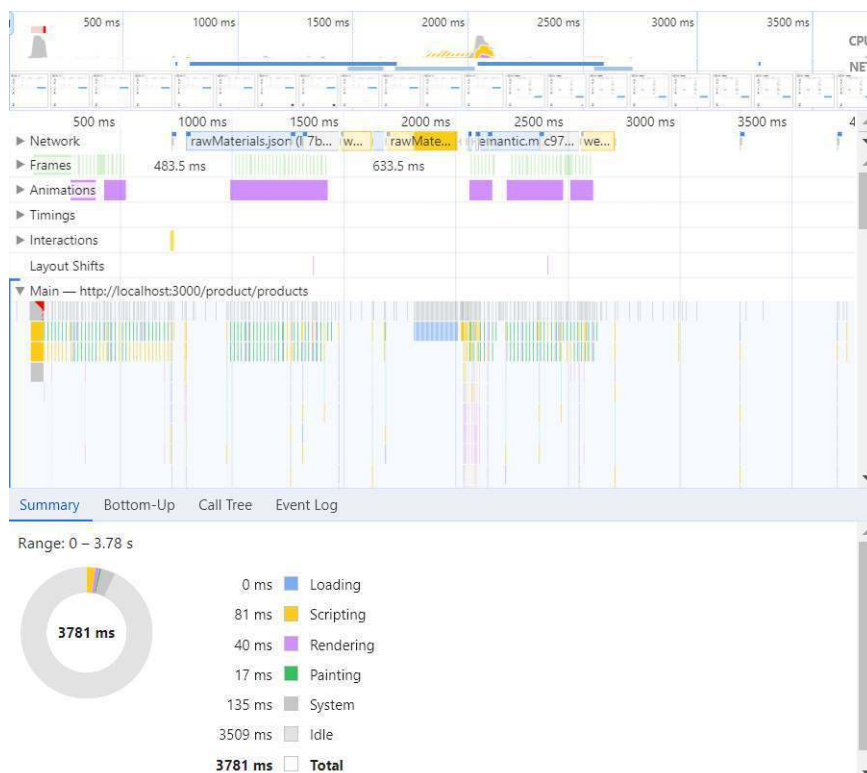 500 ms 1000 ms 1500 ms 2000 ms 2500 ms 3000 ms 3500 ms
CPU
NET
500 ms 1000 ms 1500 ms 2000 ms 2500 ms 3000 ms 3500 ms 4
Network rawMaterials.json (l 7b... w... rawMate... emantic.m c97... we...
Frames 483.5 ms 633.5 ms
Animations
Timings
Interactions
Layout Shifts
Main — http://localhost:3000/product/products
Summary Bottom-Up Call Tree Event Log
Range: 0 – 3.78 s
3781 ms
0 ms Loading
81 ms Scripting
40 ms Rendering
17 ms Painting
135 ms System
3509 ms Idle
3781 ms Total